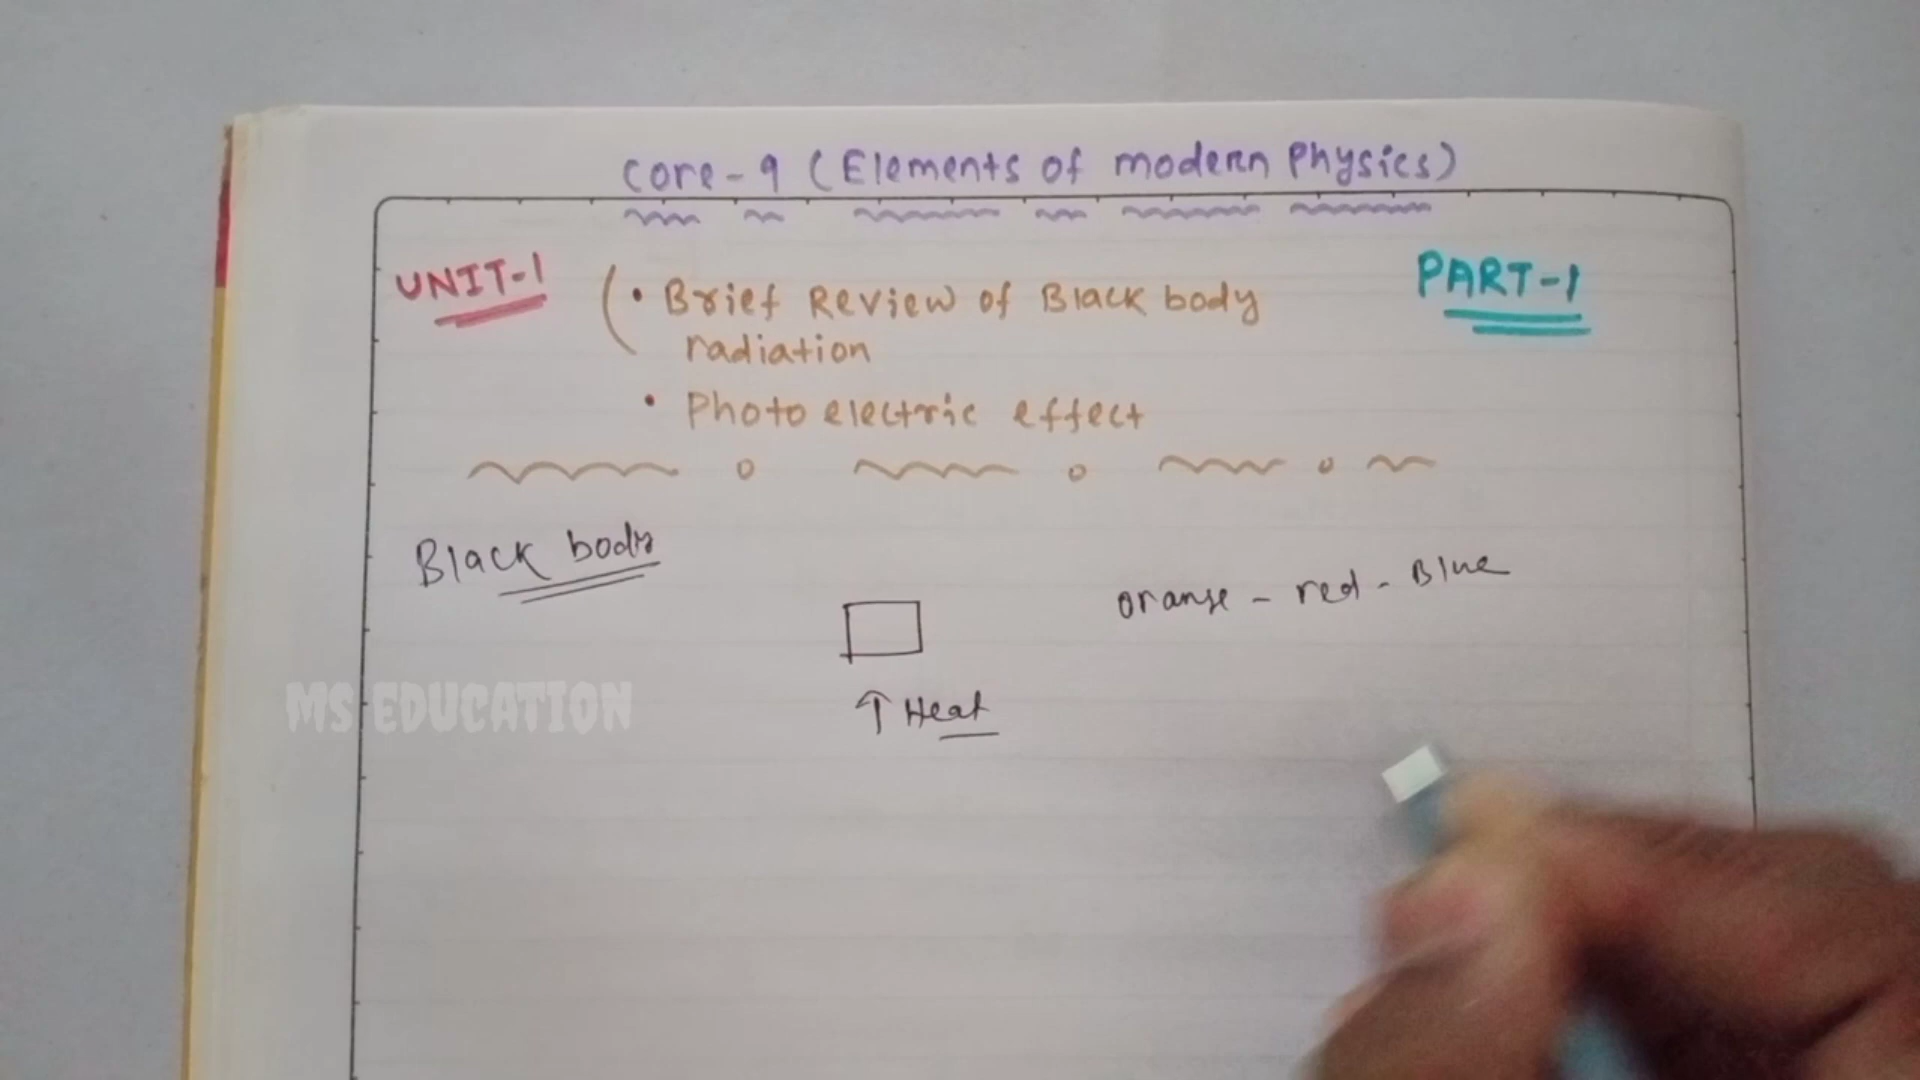 core-9 (Elements of modern Physics)
UNIT-1
PART-1
(• Brief Review of Black body
radiation
• Photo electric effect
Black body
orange - red - Blue
↑ Heat
MS EDUCATION